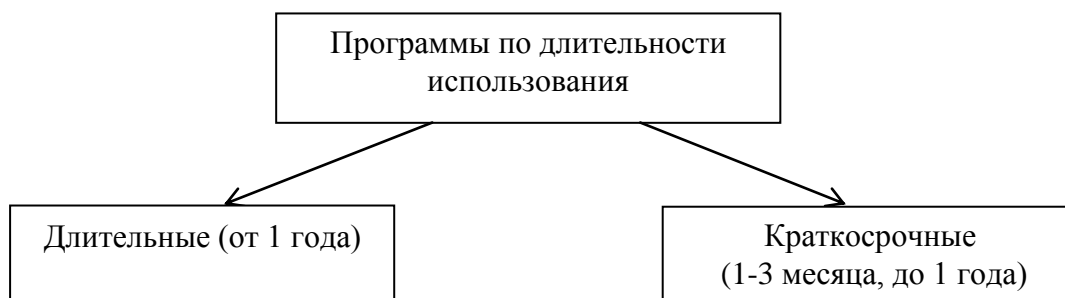 Программы по длительности
использования
Длительные (от 1 года)
Краткосрочные
(1-3 месяца, до 1 года)